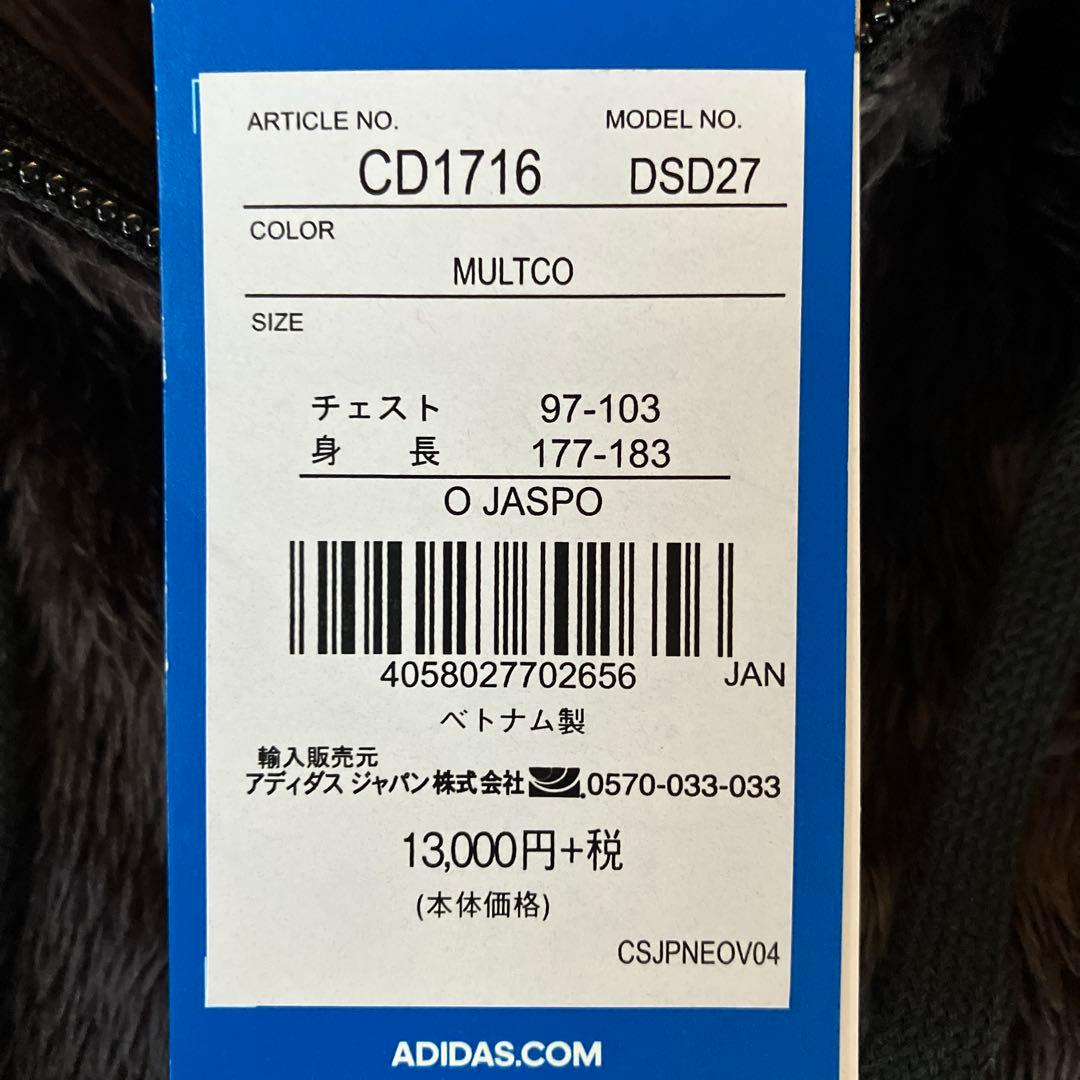 ARTICLE NO. MODEL NO.
CD1716 DSD27
COLOR
MULTCO
SIZE
チェスト 97-103
身長 177-183
O JASPO
4058027702656 JAN
ベトナム製
輸入販売元
アディダス ジャパン株式会社 0570-033-033
13,000円+税
(本体価格)
CSJPNEOV04
ADIDAS.COM